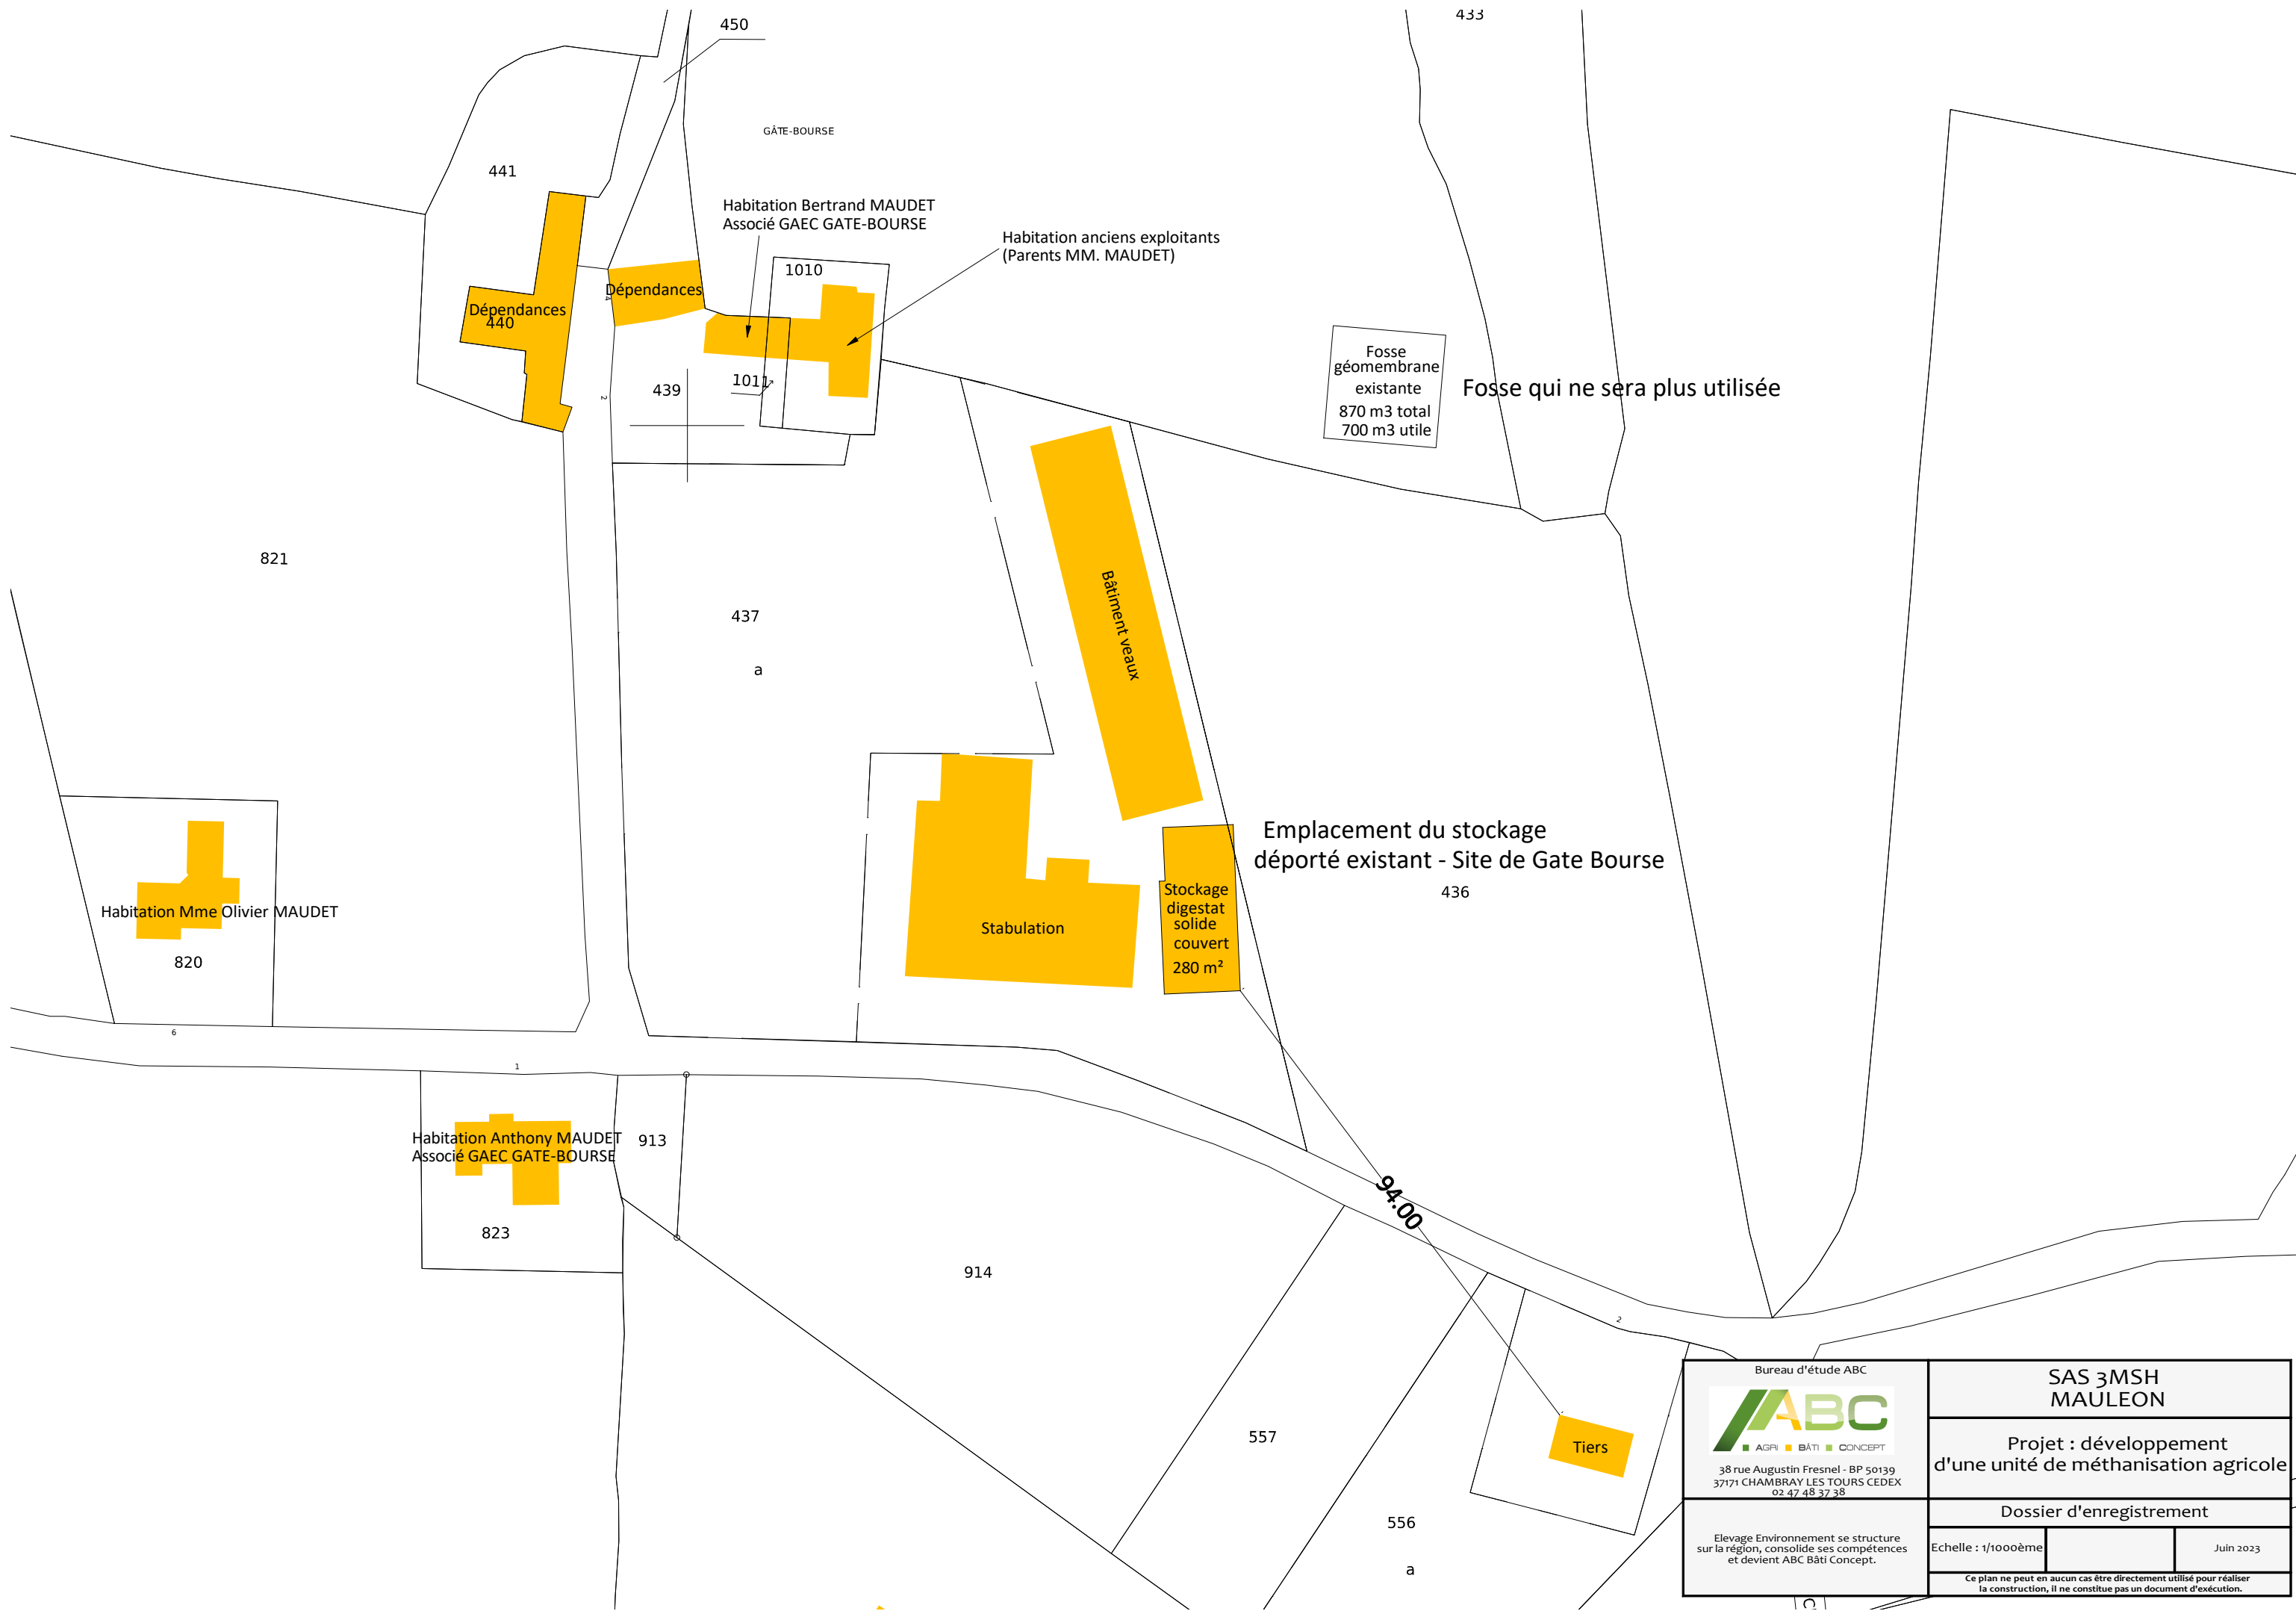 450
433
GÂTE-BOURSE
441
Habitation Bertrand MAUDET
Associé GAEC GATE-BOURSE
Habitation anciens exploitants
(Parents MM. MAUDET)
1010
Dépendances
4
Dépendances
440
1011
439
2
Fosse
géomembrane
existante
870 m3 total
700 m3 utile
Fosse qui ne sera plus utilisée
821
437
a
Bâtiment veaux
Emplacement du stockage
déporté existant - Site de Gate Bourse
436
Stockage
digestat
solide
couvert
280 m²
Stabulation
Habitation Mme Olivier MAUDET
820
6
1
Habitation Anthony MAUDET
Associé GAEC GATE-BOURSE
913
823
94.00
914
2
557
Tiers
556
a
Bureau d'étude ABC
ABC
AGRI BÂTI CONCEPT
38 rue Augustin Fresnel - BP 50139
37171 CHAMBRAY LES TOURS CEDEX
02 47 48 37 38
Elevage Environnement se structure
sur la région, consolide ses compétences
et devient ABC Bâti Concept.
SAS 3MSH
MAULEON
Projet : développement
d'une unité de méthanisation agricole
Dossier d'enregistrement
Echelle : 1/1000ème
Juin 2023
Ce plan ne peut en aucun cas être directement utilisé pour réaliser
la construction, il ne constitue pas un document d'exécution.